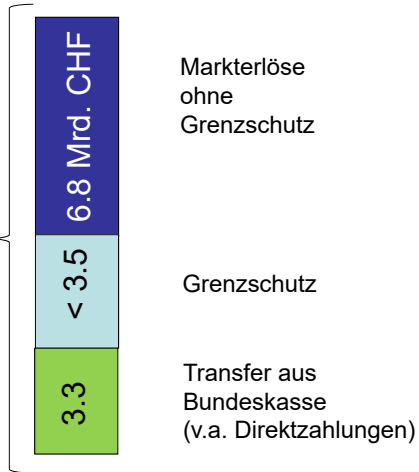 6.8 Mrd. CHF
Markterlöse
ohne
Grenzschutz
< 3.5
Grenzschutz
3.3
Transfer aus
Bundeskasse
(v.a. Direktzahlungen)